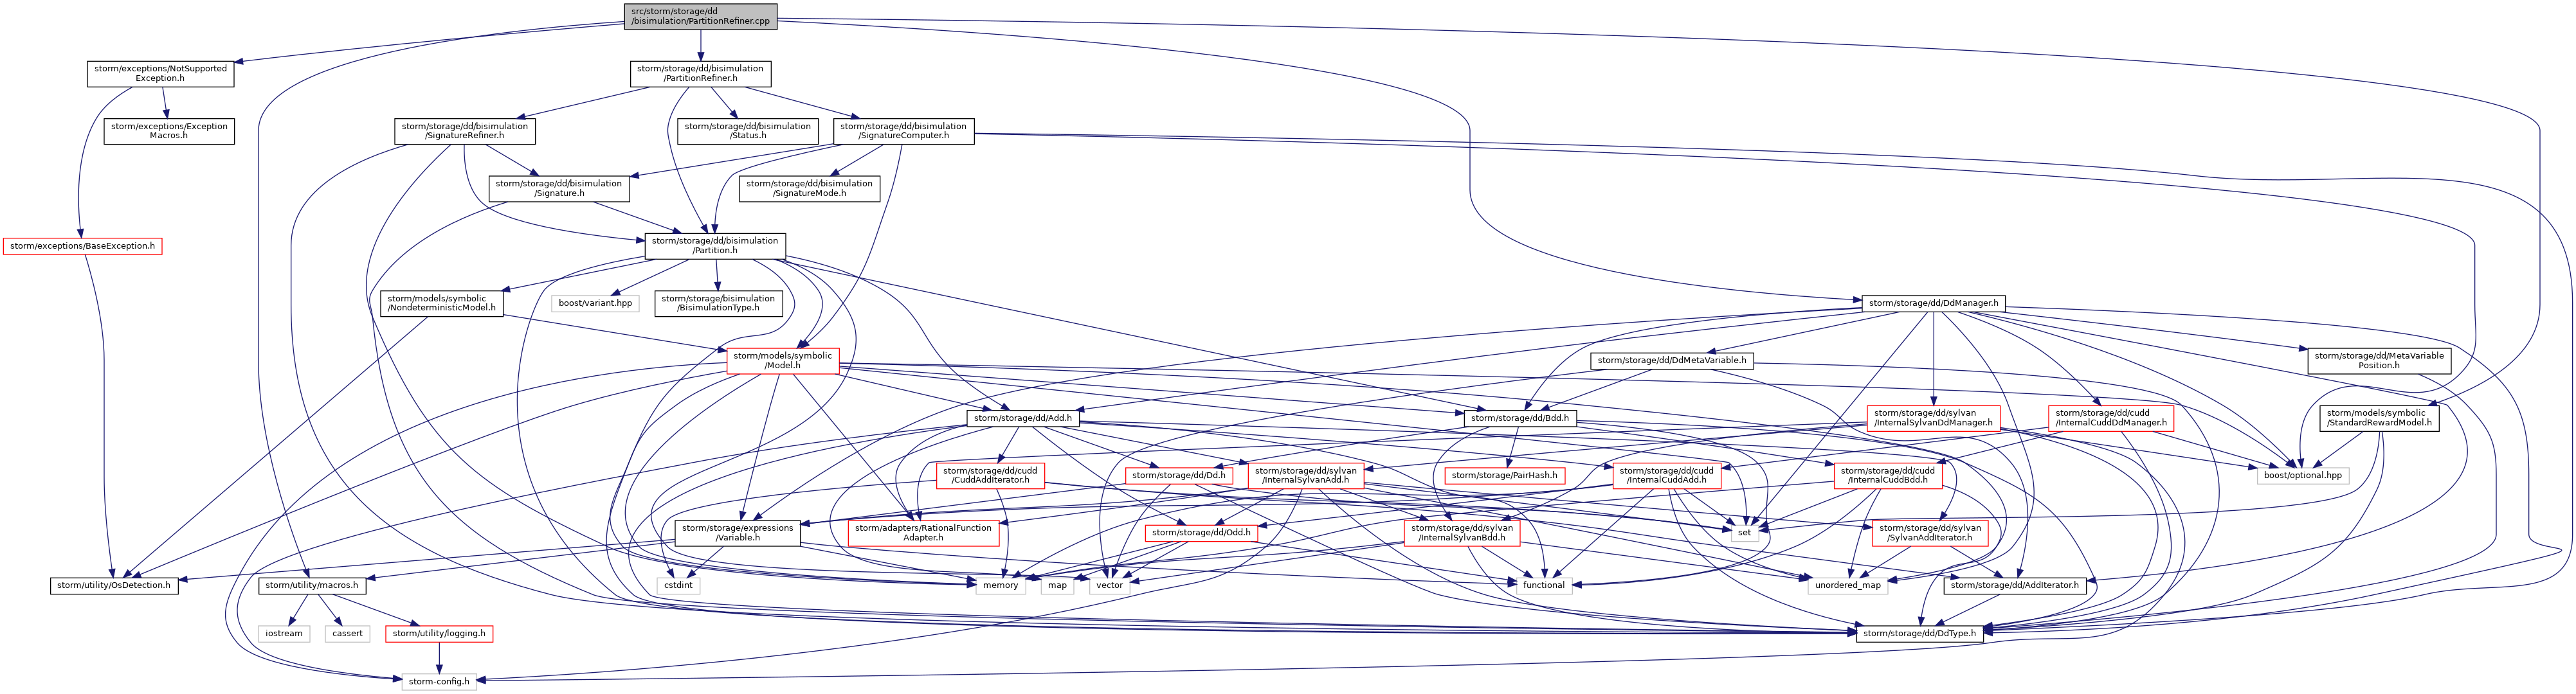 src/storm/storage/dd
/bisimulation/PartitionRefiner.cpp
storm/exceptions/NotSupported
Exception.h
storm/storage/dd/bisimulation
/PartitionRefiner.h
storm/exceptions/Exception
Macros.h
storm/storage/dd/bisimulation
/SignatureRefiner.h
storm/storage/dd/bisimulation
/Status.h
storm/storage/dd/bisimulation
/SignatureComputer.h
storm/storage/dd/bisimulation
/Signature.h
storm/storage/dd/bisimulation
/SignatureMode.h
storm/exceptions/BaseException.h
storm/storage/dd/bisimulation
/Partition.h
storm/models/symbolic
/NondeterministicModel.h
boost/variant.hpp
storm/storage/bisimulation
/BisimulationType.h
storm/storage/dd/DdManager.h
storm/models/symbolic
/Model.h
storm/storage/dd/DdMetaVariable.h
storm/storage/dd/MetaVariable
Position.h
storm/storage/dd/Add.h
storm/storage/dd/Bdd.h
storm/storage/dd/sylvan
/InternalSylvanDdManager.h
storm/storage/dd/cudd
/InternalCuddDdManager.h
storm/models/symbolic
/StandardRewardModel.h
storm/storage/dd/cudd
/CuddAddIterator.h
storm/storage/dd/Dd.h
storm/storage/dd/sylvan
/InternalSylvanAdd.h
storm/storage/PairHash.h
storm/storage/dd/cudd
/InternalCuddAdd.h
storm/storage/dd/cudd
/InternalCuddBdd.h
boost/optional.hpp
storm/storage/expressions
/Variable.h
storm/adapters/RationalFunction
Adapter.h
storm/storage/dd/Odd.h
storm/storage/dd/sylvan
/InternalSylvanBdd.h
set
storm/storage/dd/sylvan
/SylvanAddIterator.h
storm/utility/OsDetection.h
storm/utility/macros.h
cstdint
memory
map
vector
functional
unordered_map
storm/storage/dd/AddIterator.h
iostream
cassert
storm/utility/logging.h
storm/storage/dd/DdType.h
storm-config.h